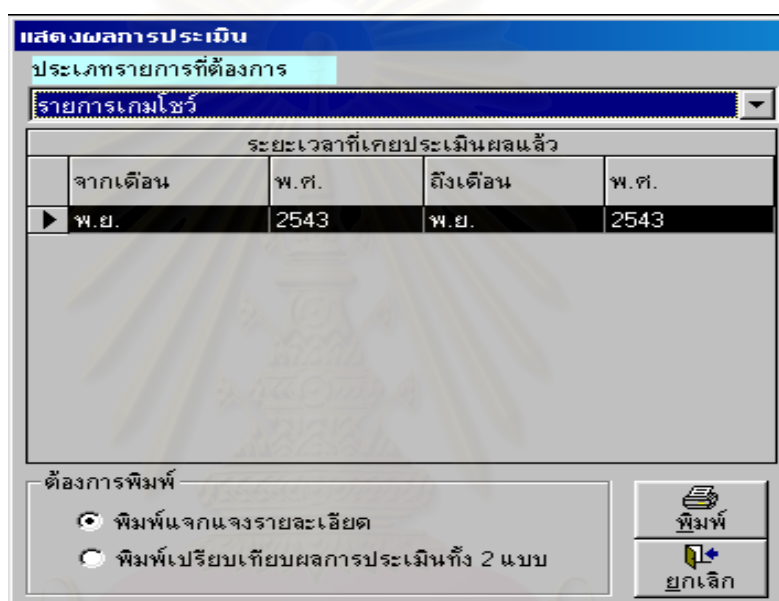 แสดงผลการประเมิน
ประเภทรายการที่ต้องการ
รายการเกมโชว์
ระยะเวลาที่เคยประเมินผลแล้ว
จากเดือน พ.ศ. ถึงเดือน พ.ศ.
พ.ย. 2543 พ.ย. 2543
ต้องการพิมพ์
พิมพ์แจกแจงรายละเอียด
พิมพ์เปรียบเทียบผลการประเมินทั้ง 2 แบบ
พิมพ์
ยกเลิก